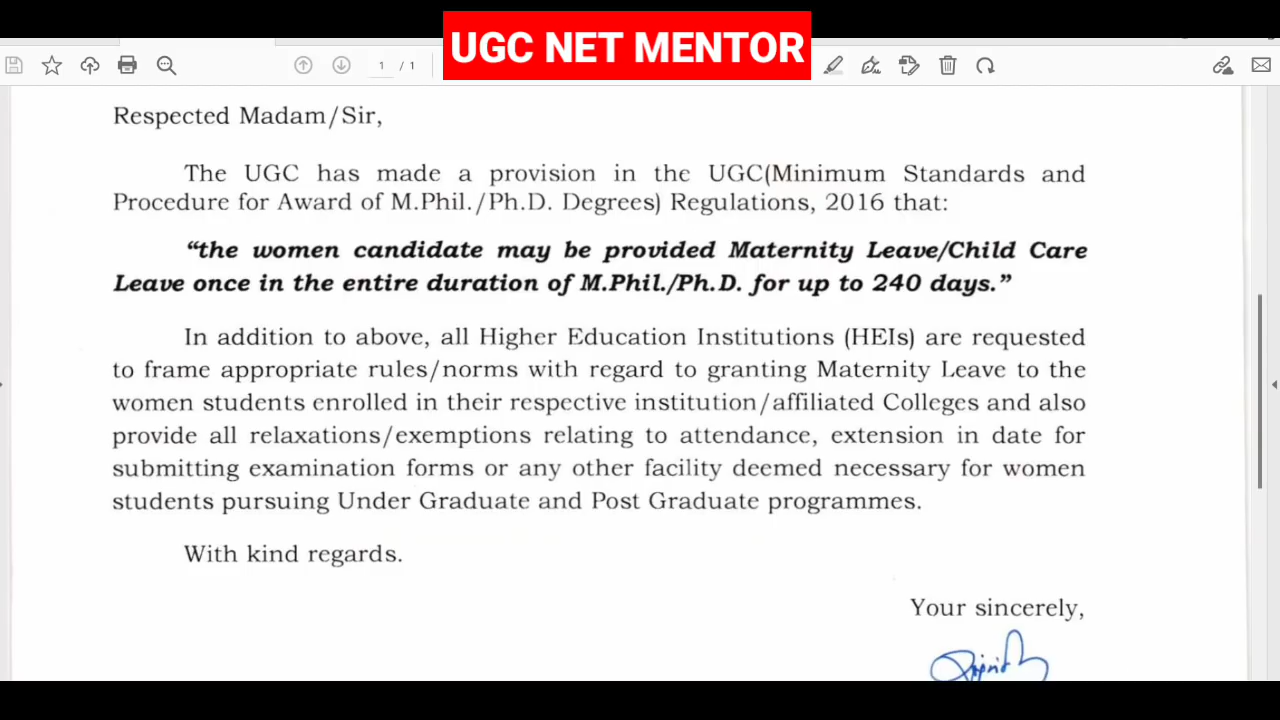 UGC NET MENTOR
1 / 1
Respected Madam/Sir,
The UGC has made a provision in the UGC(Minimum Standards and
Procedure for Award of M.Phil./Ph.D. Degrees) Regulations, 2016 that:
“the women candidate may be provided Maternity Leave/Child Care
Leave once in the entire duration of M.Phil./Ph.D. for up to 240 days.”
In addition to above, all Higher Education Institutions (HEIs) are requested
to frame appropriate rules/norms with regard to granting Maternity Leave to the
women students enrolled in their respective institution/affiliated Colleges and also
provide all relaxations/exemptions relating to attendance, extension in date for
submitting examination forms or any other facility deemed necessary for women
students pursuing Under Graduate and Post Graduate programmes.
With kind regards.
Your sincerely,